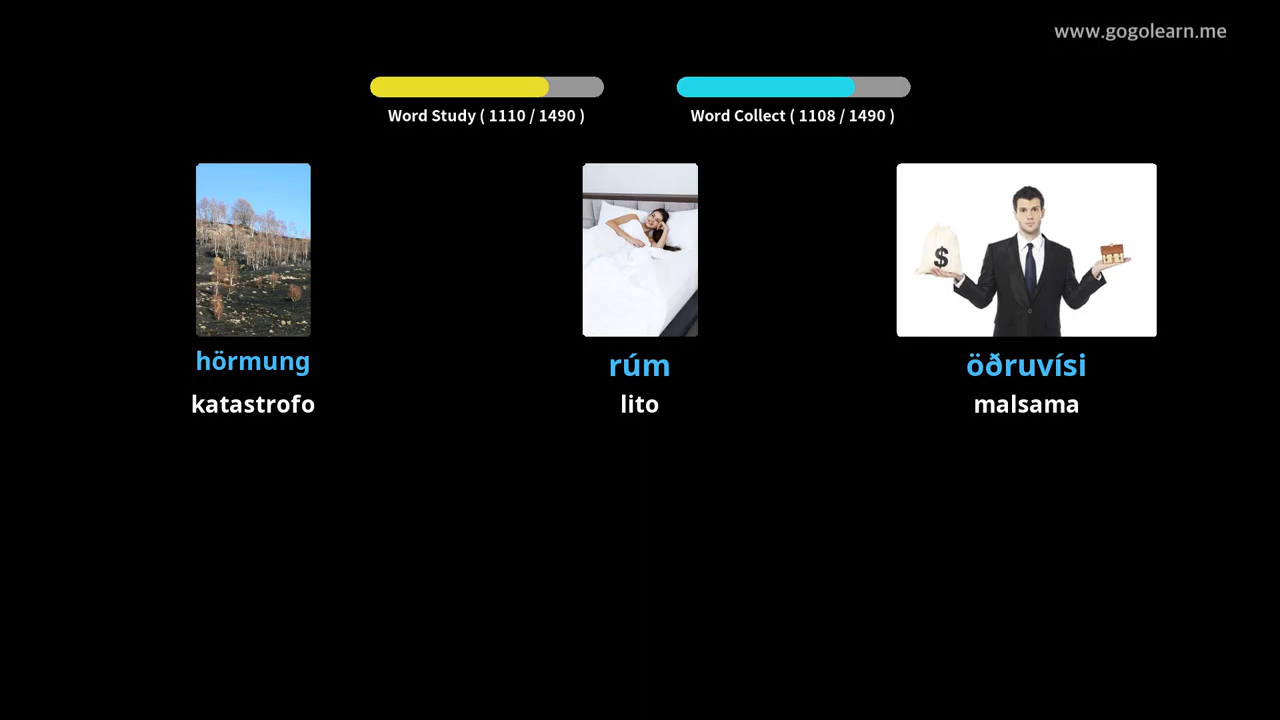 www.gogolearn.me
Word Study ( 1110 / 1490 )
Word Collect ( 1108 / 1490 )
$
hörmung
rúm
öðruvísi
katastrofo
lito
malsama